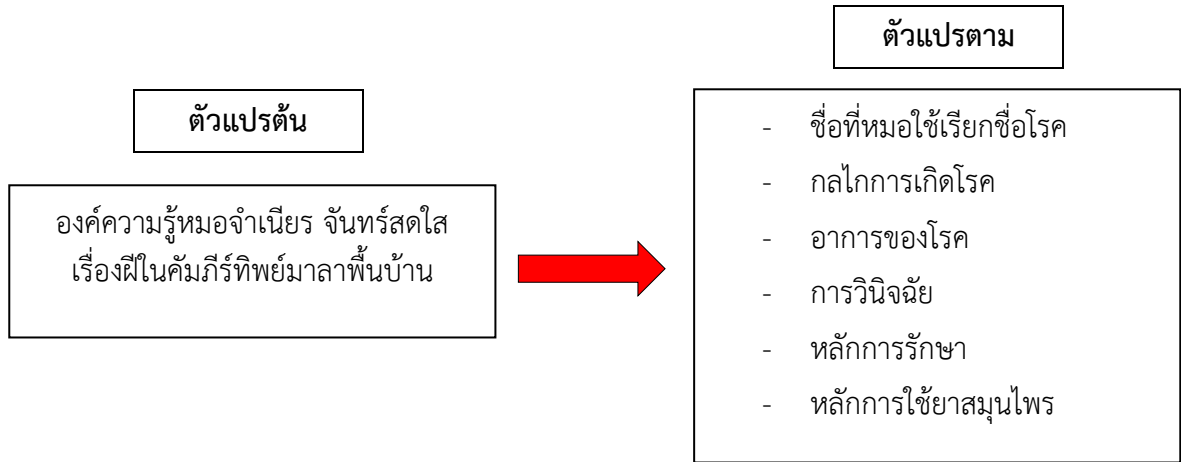 ตัวแปรต้น
องค์ความรู้หมอจำเนียร จันทร์สดใส
เรื่องฝีในคัมภีร์ทิพย์มาลาพื้นบ้าน
ตัวแปรตาม
- ชื่อที่หมอใช้เรียกชื่อโรค
- กลไกการเกิดโรค
- อาการของโรค
- การวินิจฉัย
- หลักการรักษา
- หลักการใช้ยาสมุนไพร